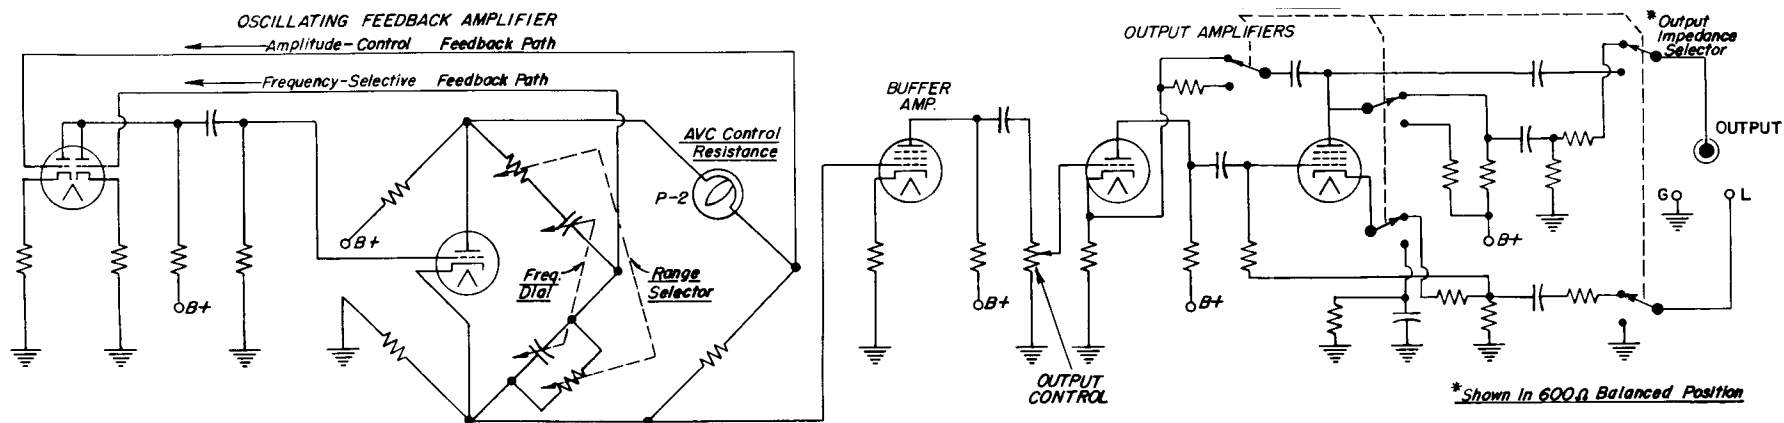 OSCILLATING FEEDBACK AMPLIFIER
Amplitude-Control Feedback Path
Frequency-Selective Feedback Path
B+
B+
AVC Control
Resistance
P-2
Freq.
Dial
Range
Selector
BUFFER
AMP.
B+
OUTPUT
CONTROL
B+
OUTPUT AMPLIFIERS
B+
*Output
Impedance
Selector
OUTPUT
G
L
*Shown in 600Ω Balanced Position